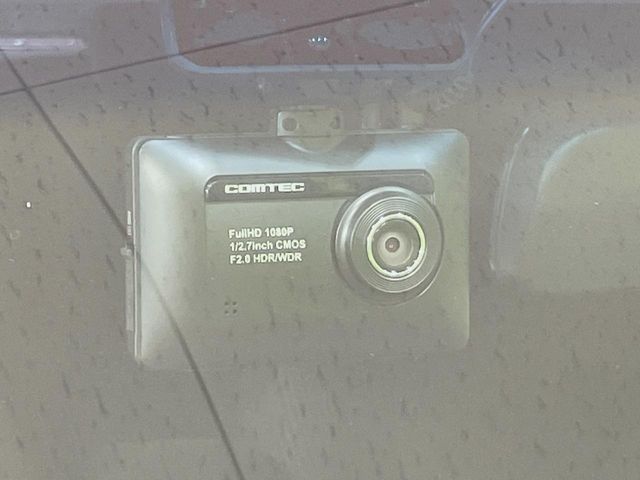 COMTEC
FullHD 1080P
1/2.7inch CMOS
F2.0 HDR/WDR